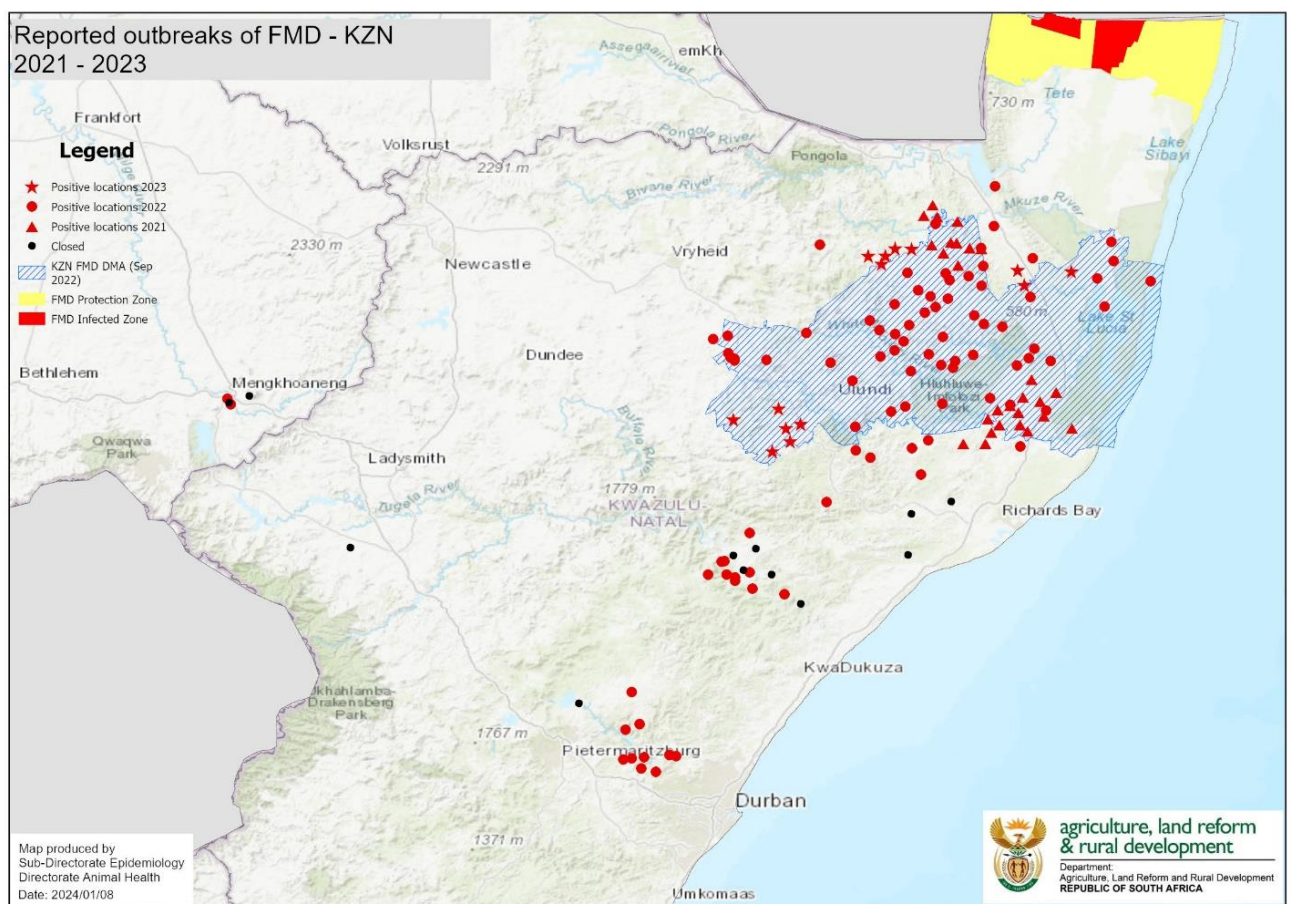 Reported outbreaks of FMD - KZN
2021 - 2023
Assegaairivier
emKh
Frankfort
730 m
Tete
Legend
Volksrust
Pongola River
Pongola
Lake
Sibayi
2291 m
Bivane River
Mkuze River
Positive locations 2023
Positive locations 2022
Positive locations 2021
Closed
KZN FMD DMA (Sep
2022)
FMD Protection Zone
FMD Infected Zone
2330 m
Vryheid
Newcastle
580 m
Lake St
Lucia
Dundee
Bethlehem
Mengkhoaneng
Ulundi
Hluhluwe-
Imfolozi
Park
Buffalo River
Qwaqwa
Park
Ladysmith
Tugela River
1779 m
KWAZULU-
NATAL
Richards Bay
KwaDukuza
Ukhahlamba-
Drakensberg
Park
1767 m
Pietermaritzburg
Durban
1371 m
Umkomaas
Map produced by
Sub-Directorate Epidemiology
Directorate Animal Health
Date: 2024/01/08
agriculture, land reform
& rural development
Department:
Agriculture, Land Reform and Rural Development
REPUBLIC OF SOUTH AFRICA